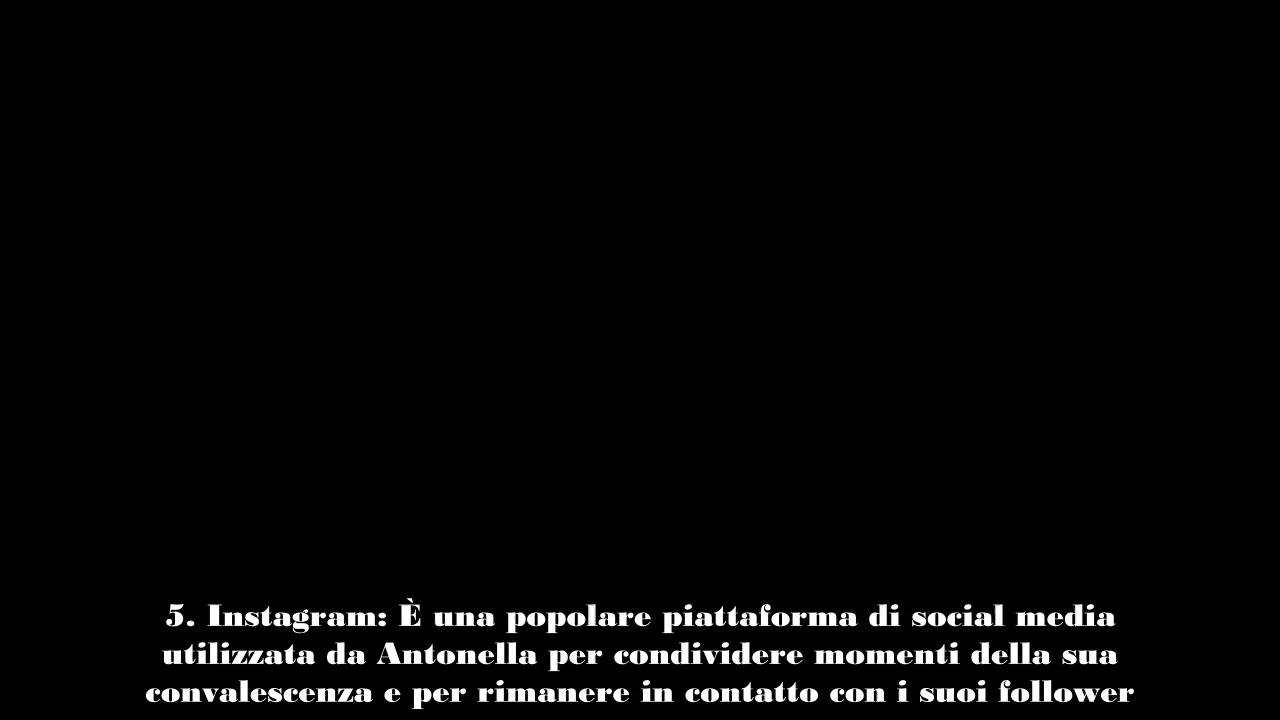 5. Instagram: È una popolare piattaforma di social media
utilizzata da Antonella per condividere momenti della sua
convalescenza e per rimanere in contatto con i suoi follower